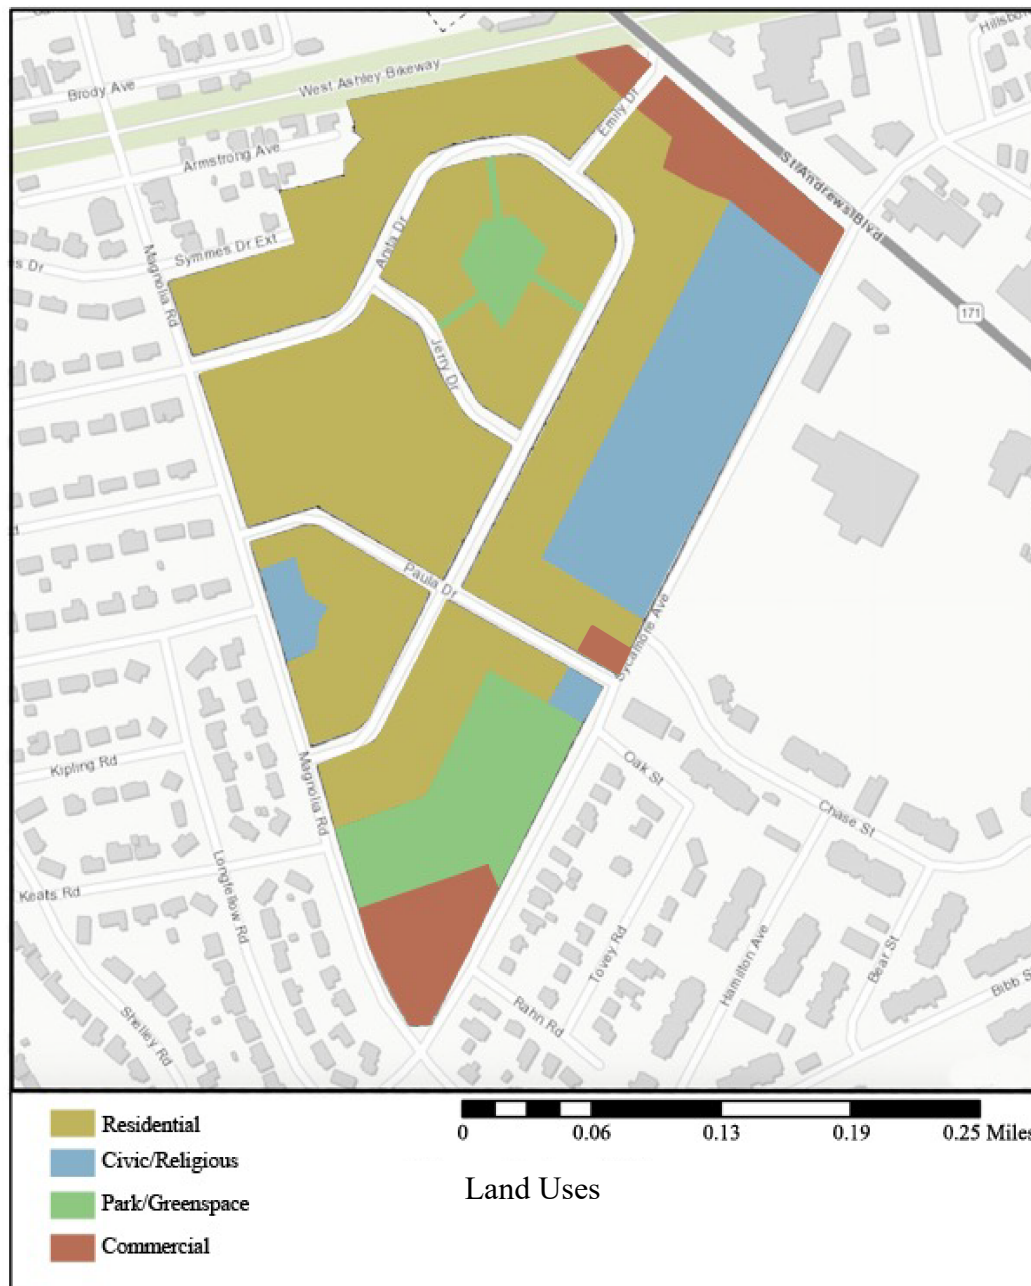 Hillsbo
Brody Ave
West Ashley Bikeway
Emily Dr
Armstrong Ave
St/Andrews Blvd
Symmes Dr Ext
Anita Dr
s Dr
Magnolia Rd
171
Jerry Dr
d
Paula Dr
Sycamore Ave
Kipling Rd
Magnolia Rd
Oak St
Chase St
Keats Rd
Longfellow Rd
Tovey Rd
Hamilton Ave
Bear St
Bibb S
Rahn Rd
Shelley Rd
Residential
Civic/Religious
Park/Greenspace
Commercial
0 0.06 0.13 0.19 0.25 Miles
Land Uses